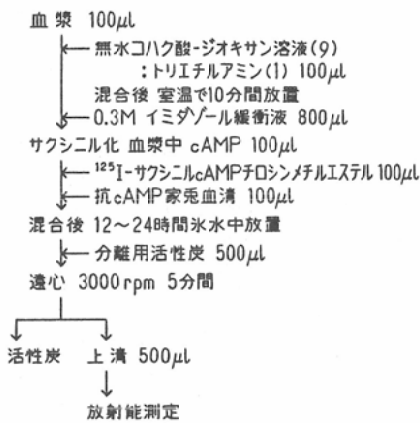 血漿 100μl
無水コハク酸-ジオキサン溶液(9)
:トリエチルアミン(1) 100μl
混合後 室温で10分間放置
0.3M イミダゾール緩衝液 800μl
サクシニル化 血漿中 cAMP 100μl
¹²⁵I-サクシニルcAMPチロシンメチルエステル 100μl
抗cAMP家兎血清 100μl
混合後 12〜24時間氷水中放置
分離用活性炭 500μl
遠心 3000rpm 5分間
活性炭 上清 500μl
放射能測定